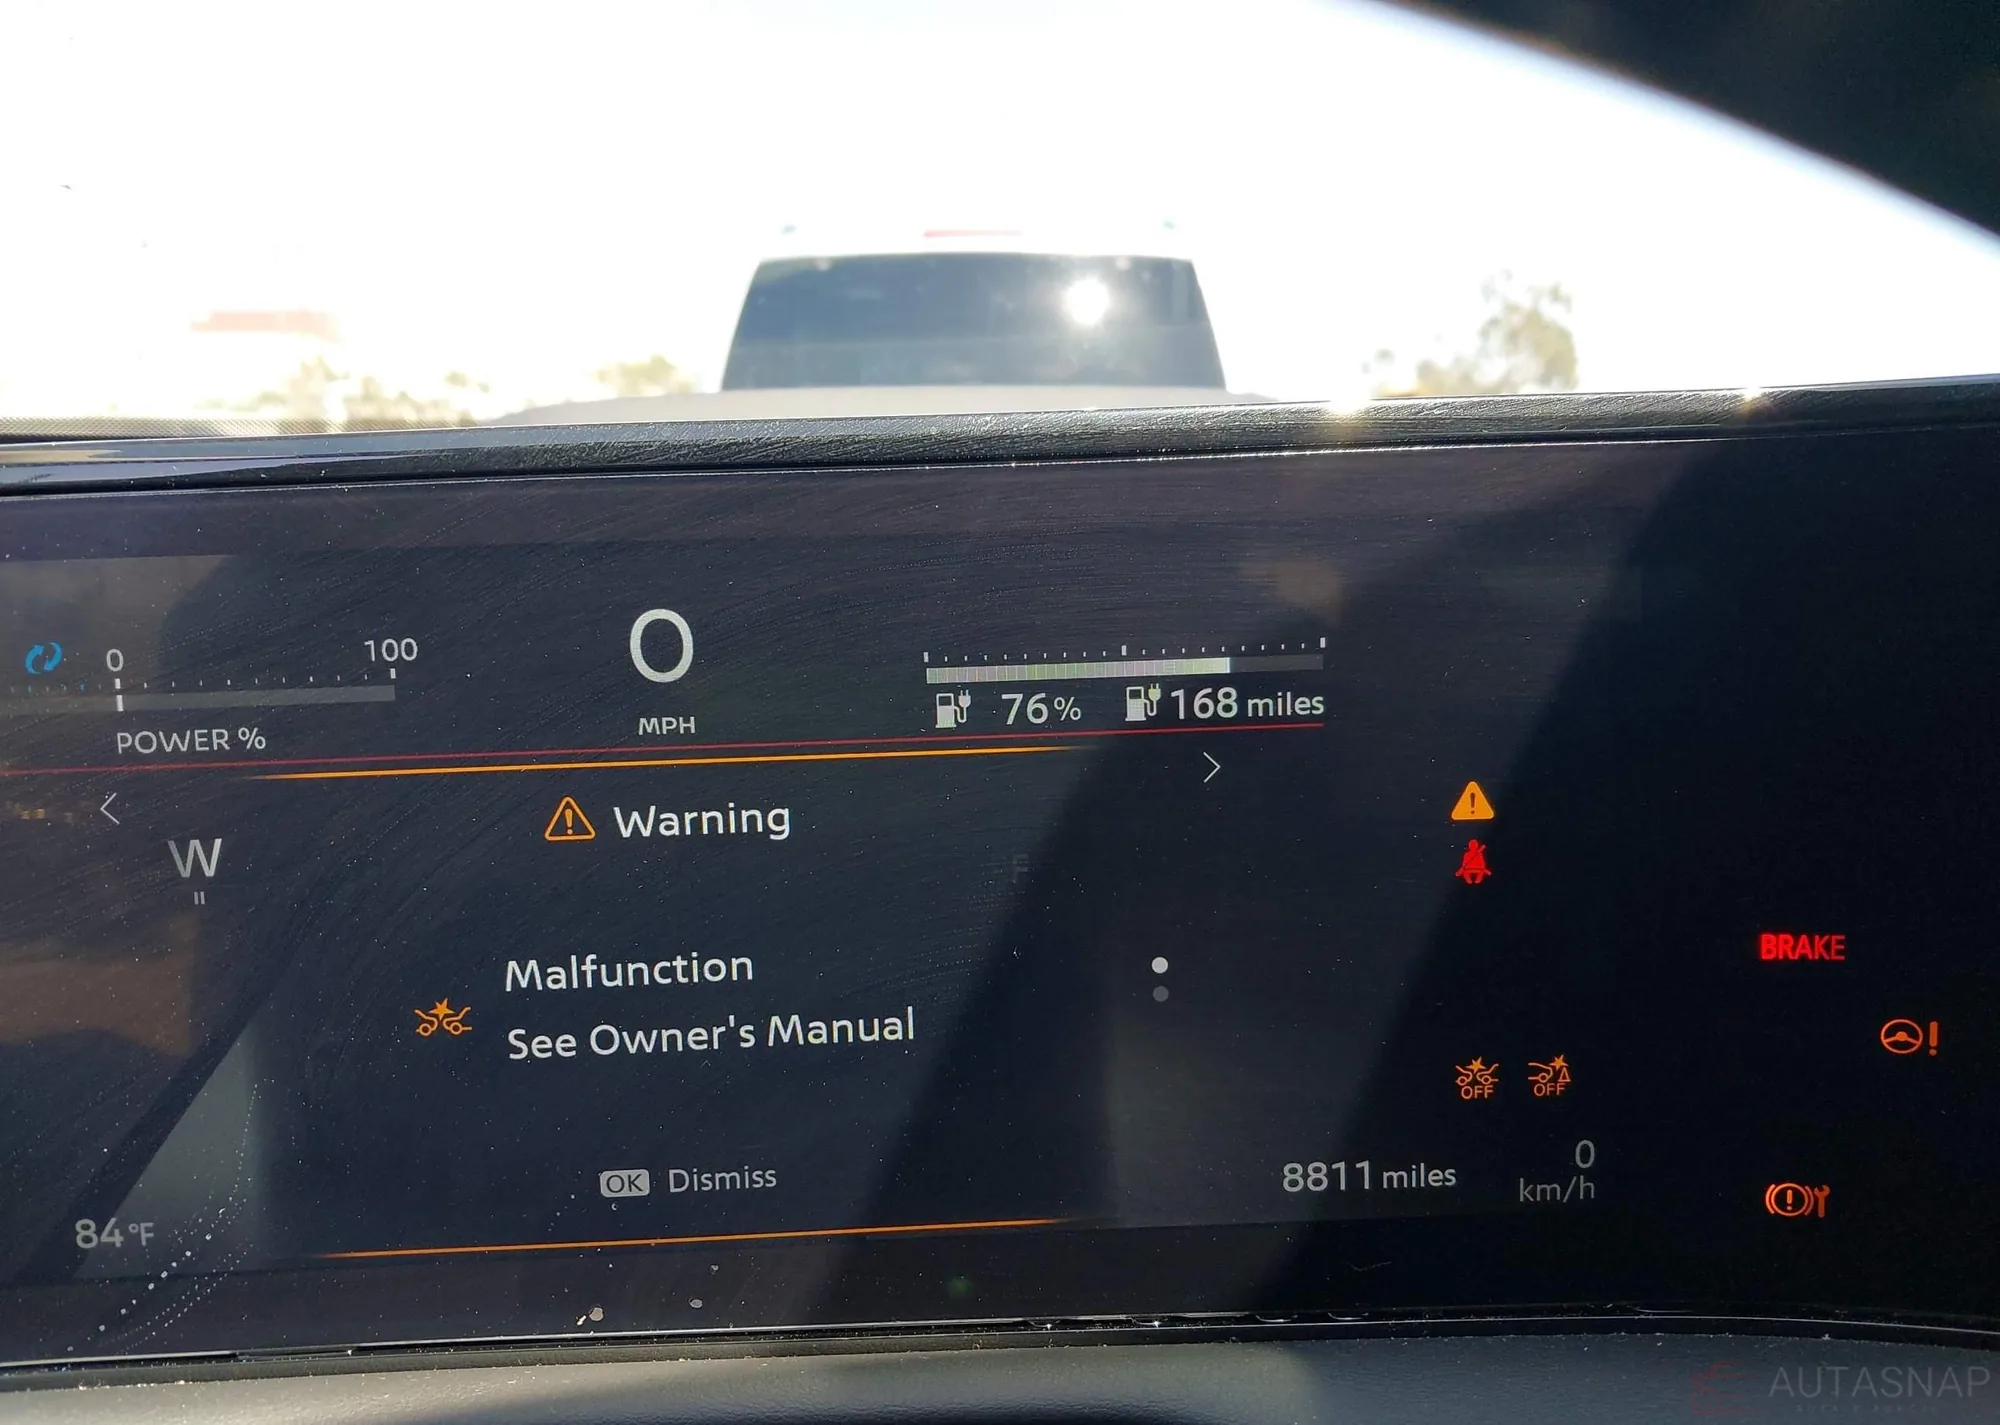 0 100
POWER %
0
MPH
76% 168 miles
Warning
W
Malfunction
See Owner's Manual
OK Dismiss
84°F
BRAKE
OFF OFF
8811 miles
0
km/h
AUTASNAP